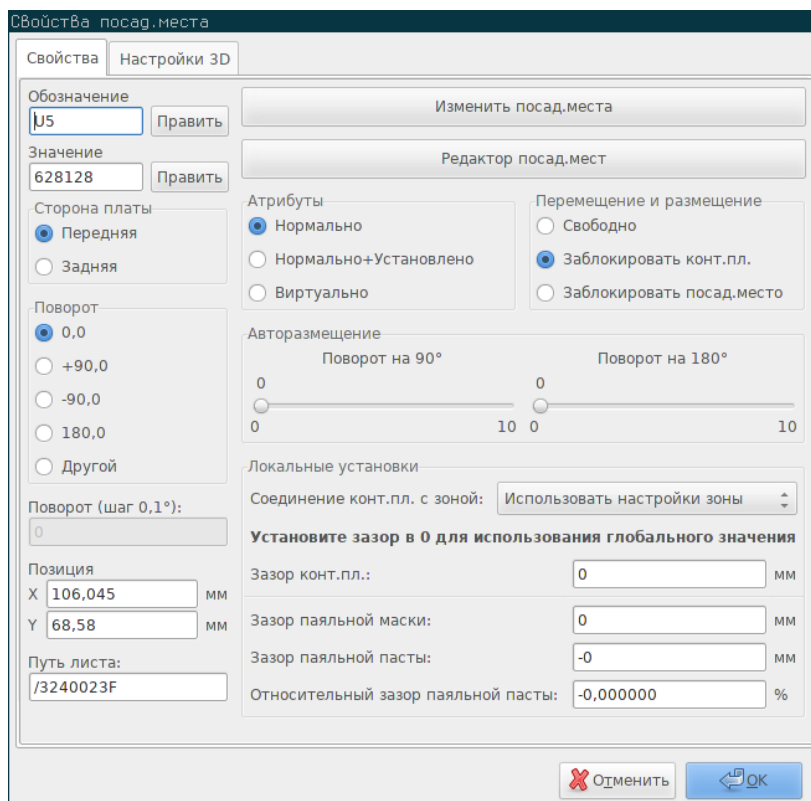 Свойства посад.места
Свойства
Настройки 3D
Обозначение
U5
Править
Значение
628128
Править
Сторона платы
Передняя
Задняя
Поворот
0,0
+90,0
-90,0
180,0
Другой
Поворот (шаг 0,1°):
0
Позиция
X 106,045 мм
Y 68,58 мм
Путь листа:
/3240023F
Изменить посад.места
Редактор посад.мест
Атрибуты
Нормально
Нормально+Установлено
Виртуально
Перемещение и размещение
Свободно
Заблокировать конт.пл.
Заблокировать посад.место
Авторазмещение
Поворот на 90°
0
0 10
Поворот на 180°
0
0 10
Локальные установки
Соединение конт.пл. с зоной: Использовать настройки зоны
Установите зазор в 0 для использования глобального значения
Зазор конт.пл.: 0 мм
Зазор паяльной маски: 0 мм
Зазор паяльной пасты: -0 мм
Относительный зазор паяльной пасты: -0,000000 %
Отменить
OK